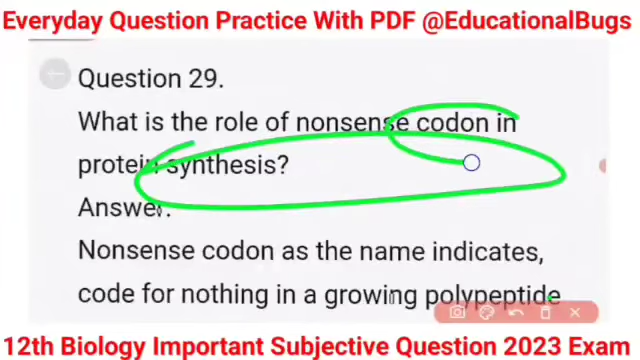 Everyday Question Practice With PDF @EducationalBugs
Question 29.
What is the role of nonsense codon in
protein synthesis?
Answer.
Nonsense codon as the name indicates,
code for nothing in a growing polypeptide
12th Biology Important Subjective Question 2023 Exam